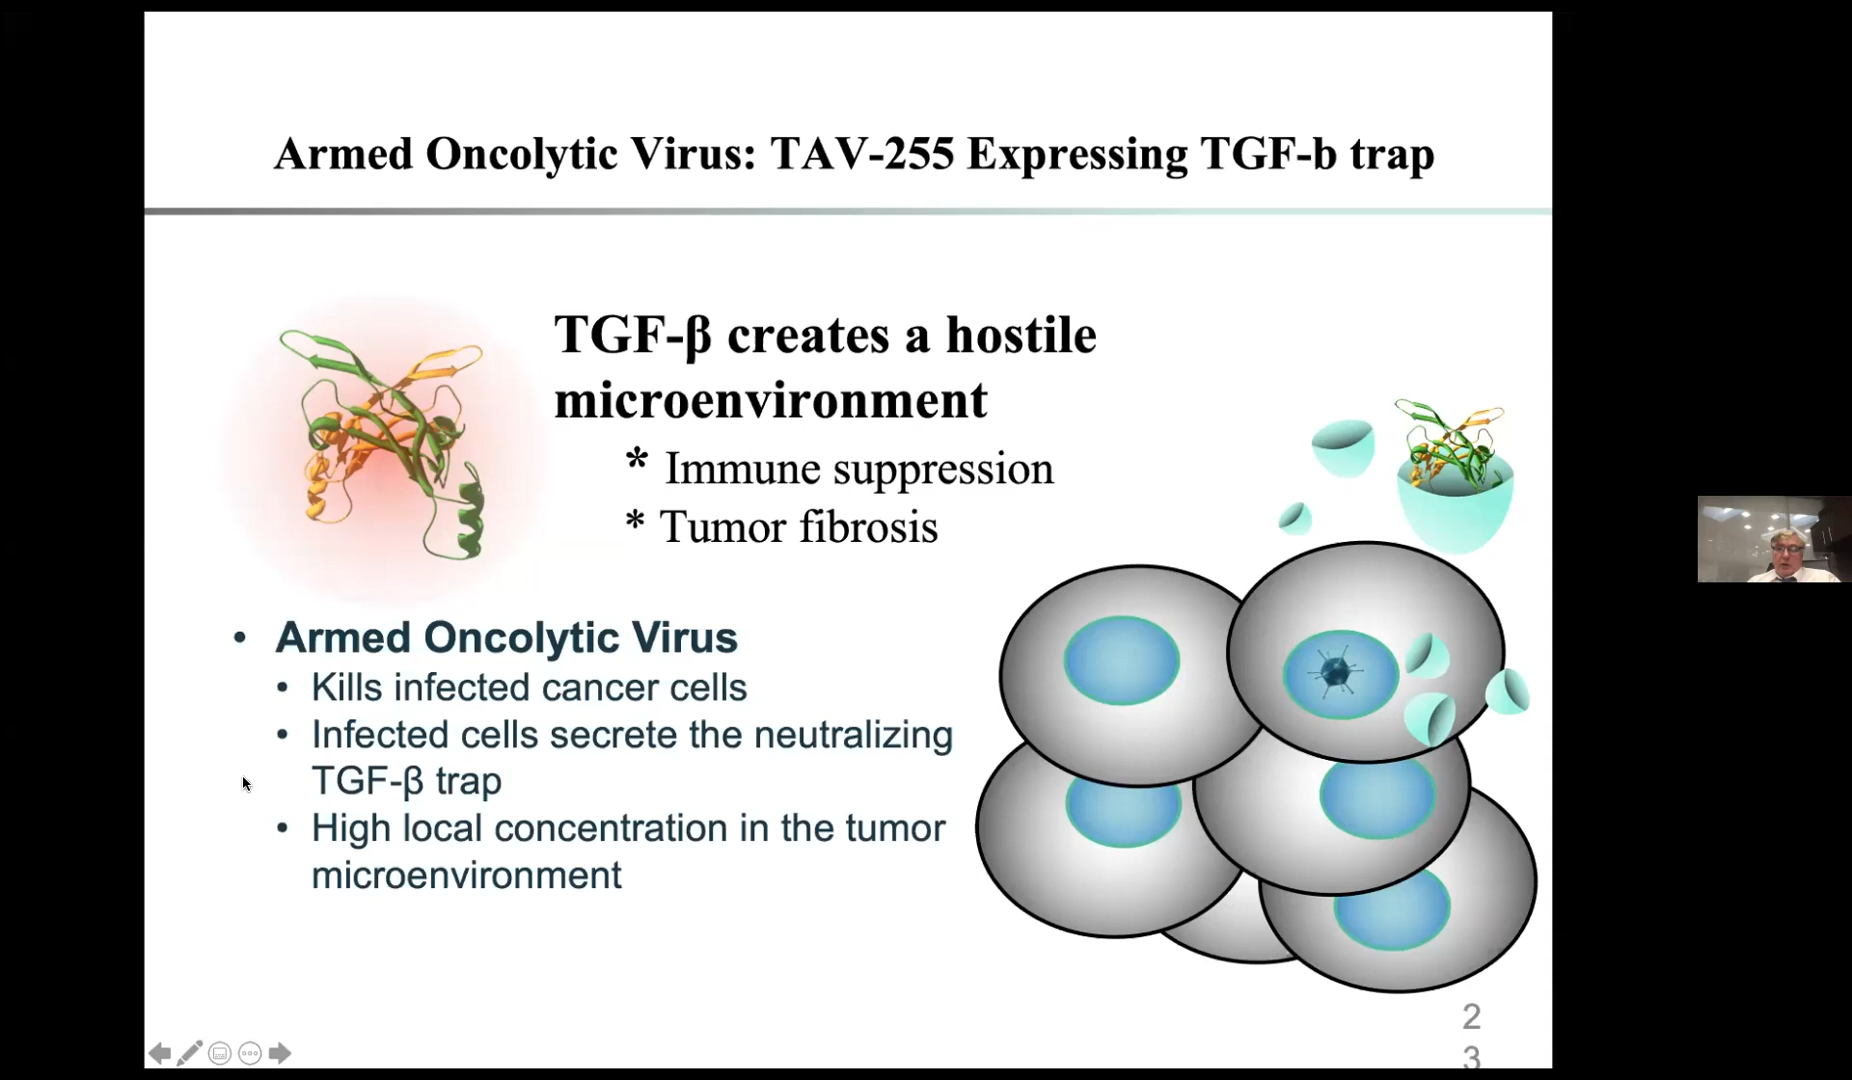 Armed Oncolytic Virus: TAV-255 Expressing TGF-b trap
TGF-β creates a hostile
microenvironment
* Immune suppression
* Tumor fibrosis
• Armed Oncolytic Virus
• Kills infected cancer cells
• Infected cells secrete the neutralizing
TGF-β trap
• High local concentration in the tumor
microenvironment
2
3